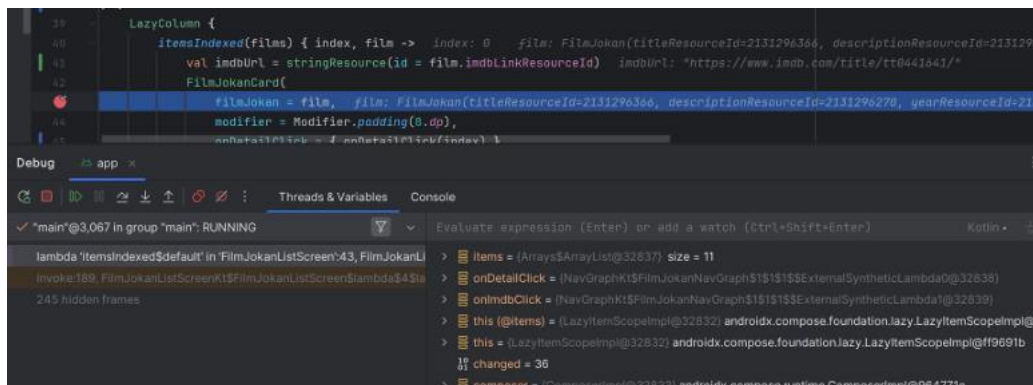 39 LazyColumn {
40 itemsIndexed(films) { index, film -> index: 0 film: FilmJokan(titleResourceId=2131296366, descriptionResourceId=213129
41 val imdbUrl = stringResource(id = film.imdbLinkResourceId) imdbUrl: "https://www.imdb.com/title/tt0441641/"
42 FilmJokanCard(
filmJokan = film, film: FilmJokan(titleResourceId=2131296366, descriptionResourceId=2131296270, yearResourceId=21
44 modifier = Modifier.padding(8.dp),
onDetailClick = { onDetailClick(index) }
Debug app
Threads & Variables Console
"main"@3,067 in group "main": RUNNING
Evaluate expression (Enter) or add a watch (Ctrl+Shift+Enter) Kotlin
lambda 'itemsIndexed$default' in 'FilmJokanListScreen':43, FilmJokanLi
items = {Arrays$ArrayList@32837} size = 11
invoke:189, FilmJokanListScreenKt$FilmJokanListScreen$lambda$4$la
onDetailClick = {NavGraphKt$FilmJokanNavGraph$1$1$1$$ExternalSyntheticLambda0@32838}
245 hidden frames
onImdbClick = {NavGraphKt$FilmJokanNavGraph$1$1$1$$ExternalSyntheticLambda1@32839}
this (@items) = {LazyItemScopeImpl@32832} androidx.compose.foundation.lazy.LazyItemScopeImpl@
this = {LazyItemScopeImpl@32832} androidx.compose.foundation.lazy.LazyItemScopeImpl@ff9691b
changed = 36